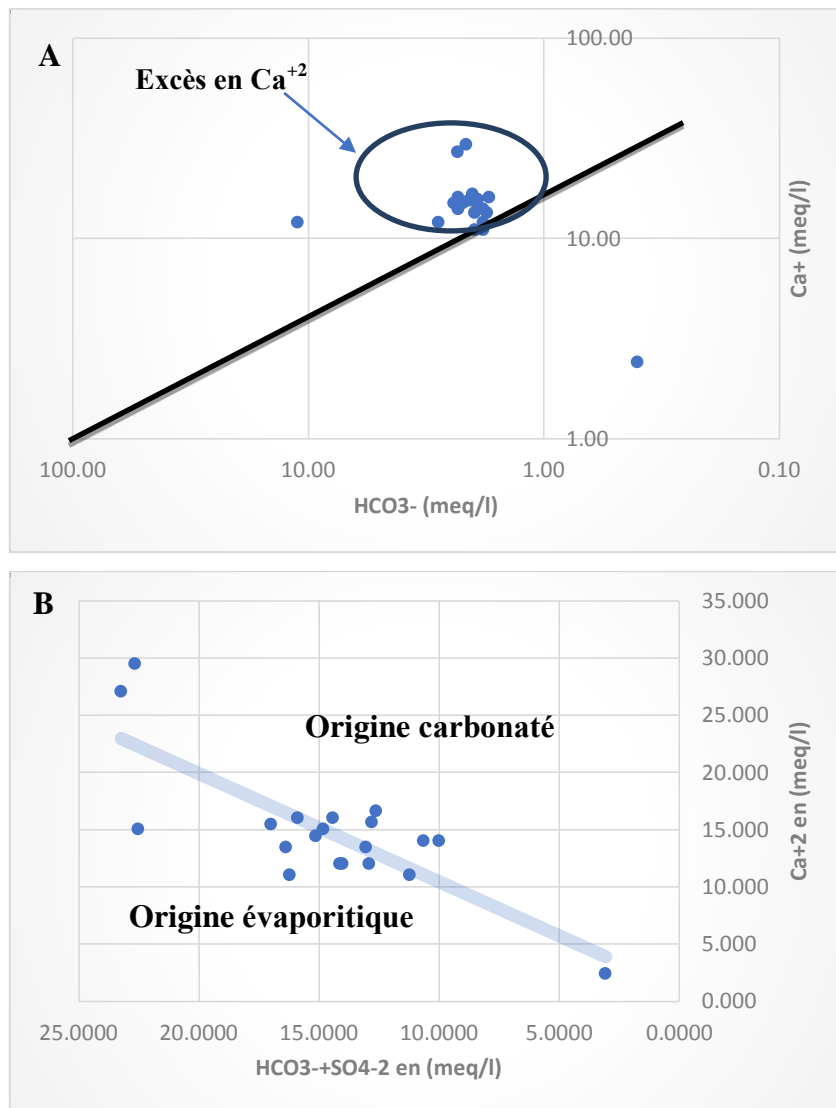 A
100.00
Excès en Ca+2
10.00
Ca+ (meq/l)
1.00
100.00 10.00 1.00 0.10
HCO3- (meq/l)
B
35.000
30.000
25.000
Origine carbonaté
20.000
Ca+2 en (meq/l)
15.000
10.000
Origine évaporitique
5.000
0.000
25.0000 20.0000 15.0000 10.0000 5.0000 0.0000
HCO3-+SO4-2 en (meq/l)